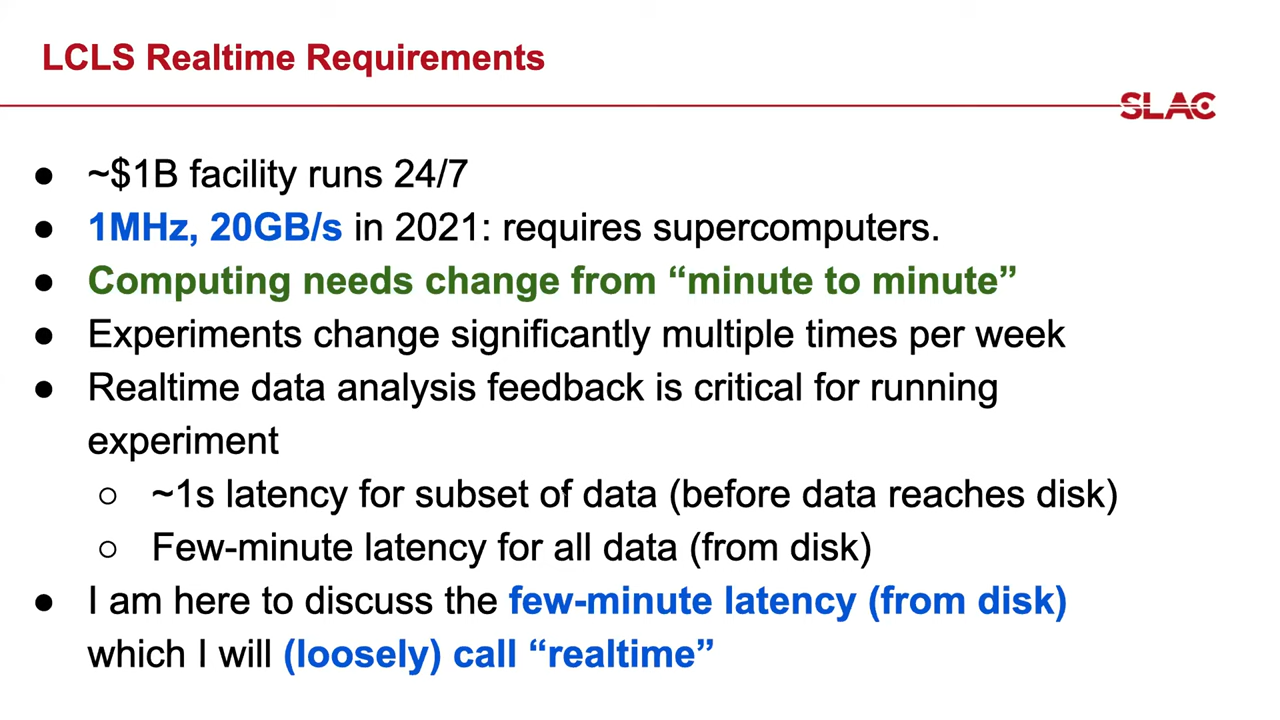 LCLS Realtime Requirements
SLAC
● ~$1B facility runs 24/7
● 1MHz, 20GB/s in 2021: requires supercomputers.
● Computing needs change from “minute to minute”
● Experiments change significantly multiple times per week
● Realtime data analysis feedback is critical for running
experiment
○ ~1s latency for subset of data (before data reaches disk)
○ Few-minute latency for all data (from disk)
● I am here to discuss the few-minute latency (from disk)
which I will (loosely) call “realtime”